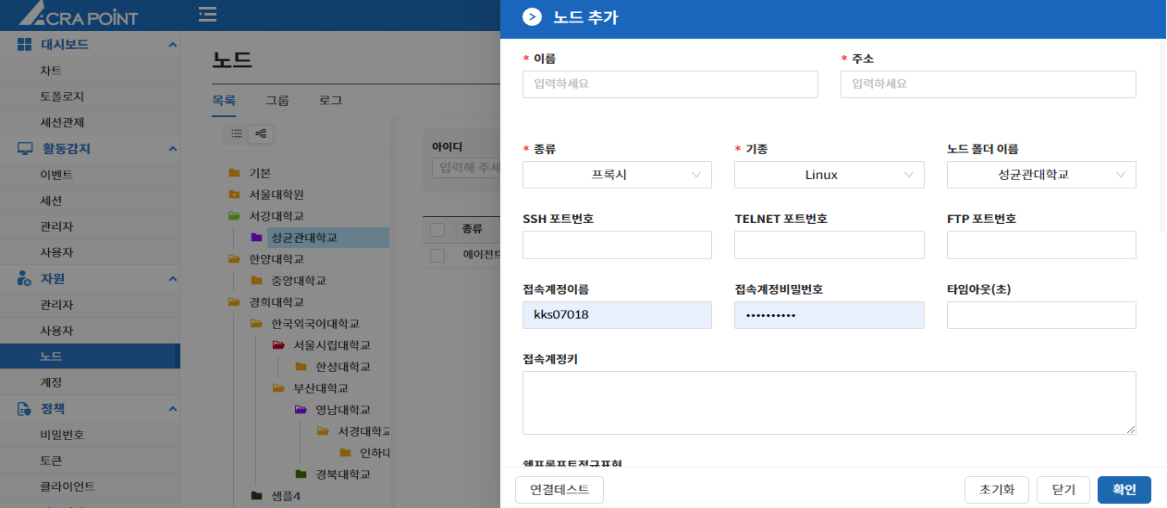 ACRA POINT
대시보드
차트
토폴로지
세션관제
활동감지
이벤트
세션
관리자
사용자
자원
관리자
사용자
노드
계정
정책
비밀번호
토큰
클라이언트
노드
목록 그룹 로그
기본
서울대학원
서강대학교
성균관대학교
한양대학교
중앙대학교
경희대학교
한국외국어대학교
서울시립대학교
한성대학교
부산대학교
영남대학교
서경대학교
인하대
경북대학교
샘플4
아이디
입력해 주세
종류
에이전트
노드 추가
* 이름 * 주소
입력하세요 입력하세요
* 종류 * 기종 노드 폴더 이름
프록시 Linux 성균관대학교
SSH 포트번호 TELNET 포트번호 FTP 포트번호
접속계정이름 접속계정비밀번호 타임아웃(초)
kks07018 ••••••••••
접속계정키
쉘프롬프트정규표현
연결테스트 초기화 닫기 확인